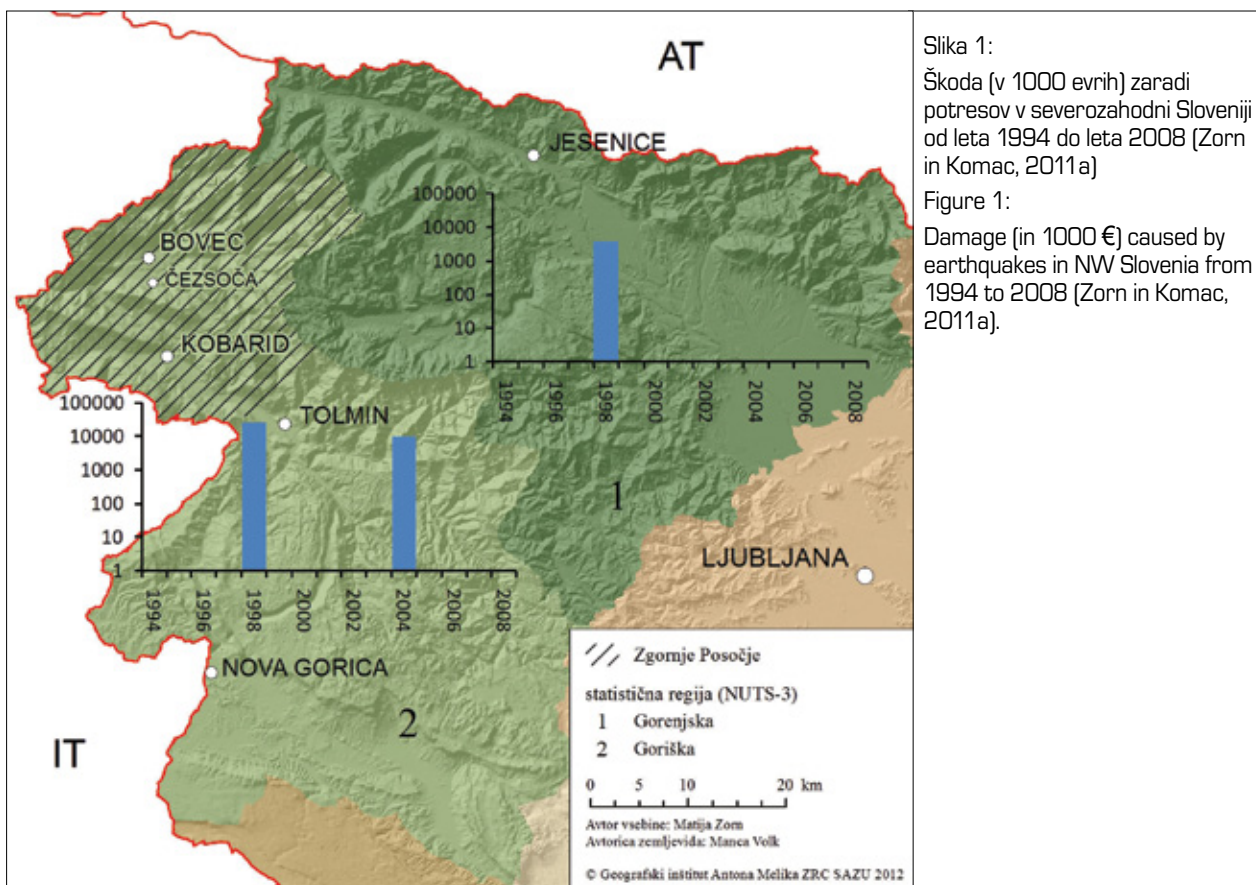 AT
JESENICE
100000
10000
1000
100
10
1
1994
1996
1998
2000
2002
2004
2006
2008
BOVEC
ČEZSOČA
KOBARID
TOLMIN
100000
10000
1000
100
10
1
1994
1996
1998
2000
2002
2004
2006
2008
1
LJUBLJANA
NOVA GORICA
2
IT
Zgornje Posočje
statistična regija (NUTS-3)
1 Gorenjska
2 Goriška
0 5 10 20 km
Avtor vsebine: Matija Zorn
Avtorica zemljevida: Manca Volk
© Geografski inštitut Antona Melika ZRC SAZU 2012
Slika 1:
Škoda (v 1000 evrih) zaradi
potresov v severozahodni Sloveniji
od leta 1994 do leta 2008 (Zorn
in Komac, 2011a)
Figure 1:
Damage (in 1000 €) caused by
earthquakes in NW Slovenia from
1994 to 2008 (Zorn in Komac,
2011a).